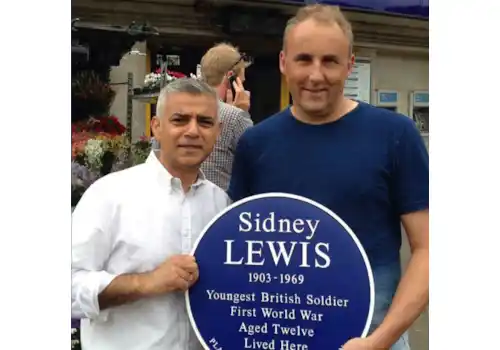 Sidney
LEWIS
1903 - 1969
Youngest British Soldier
First World War
Aged Twelve
Lived Here